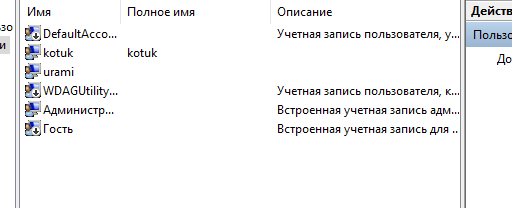 Имя Полное имя Описание Действ
DefaultAcco... Учетная запись пользователя, у... Пользо
kotuk kotuk До
urami
WDAGUtility... Учетная запись пользователя, к...
Администр... Встроенная учетная запись адм...
Гость Встроенная учетная запись для ...